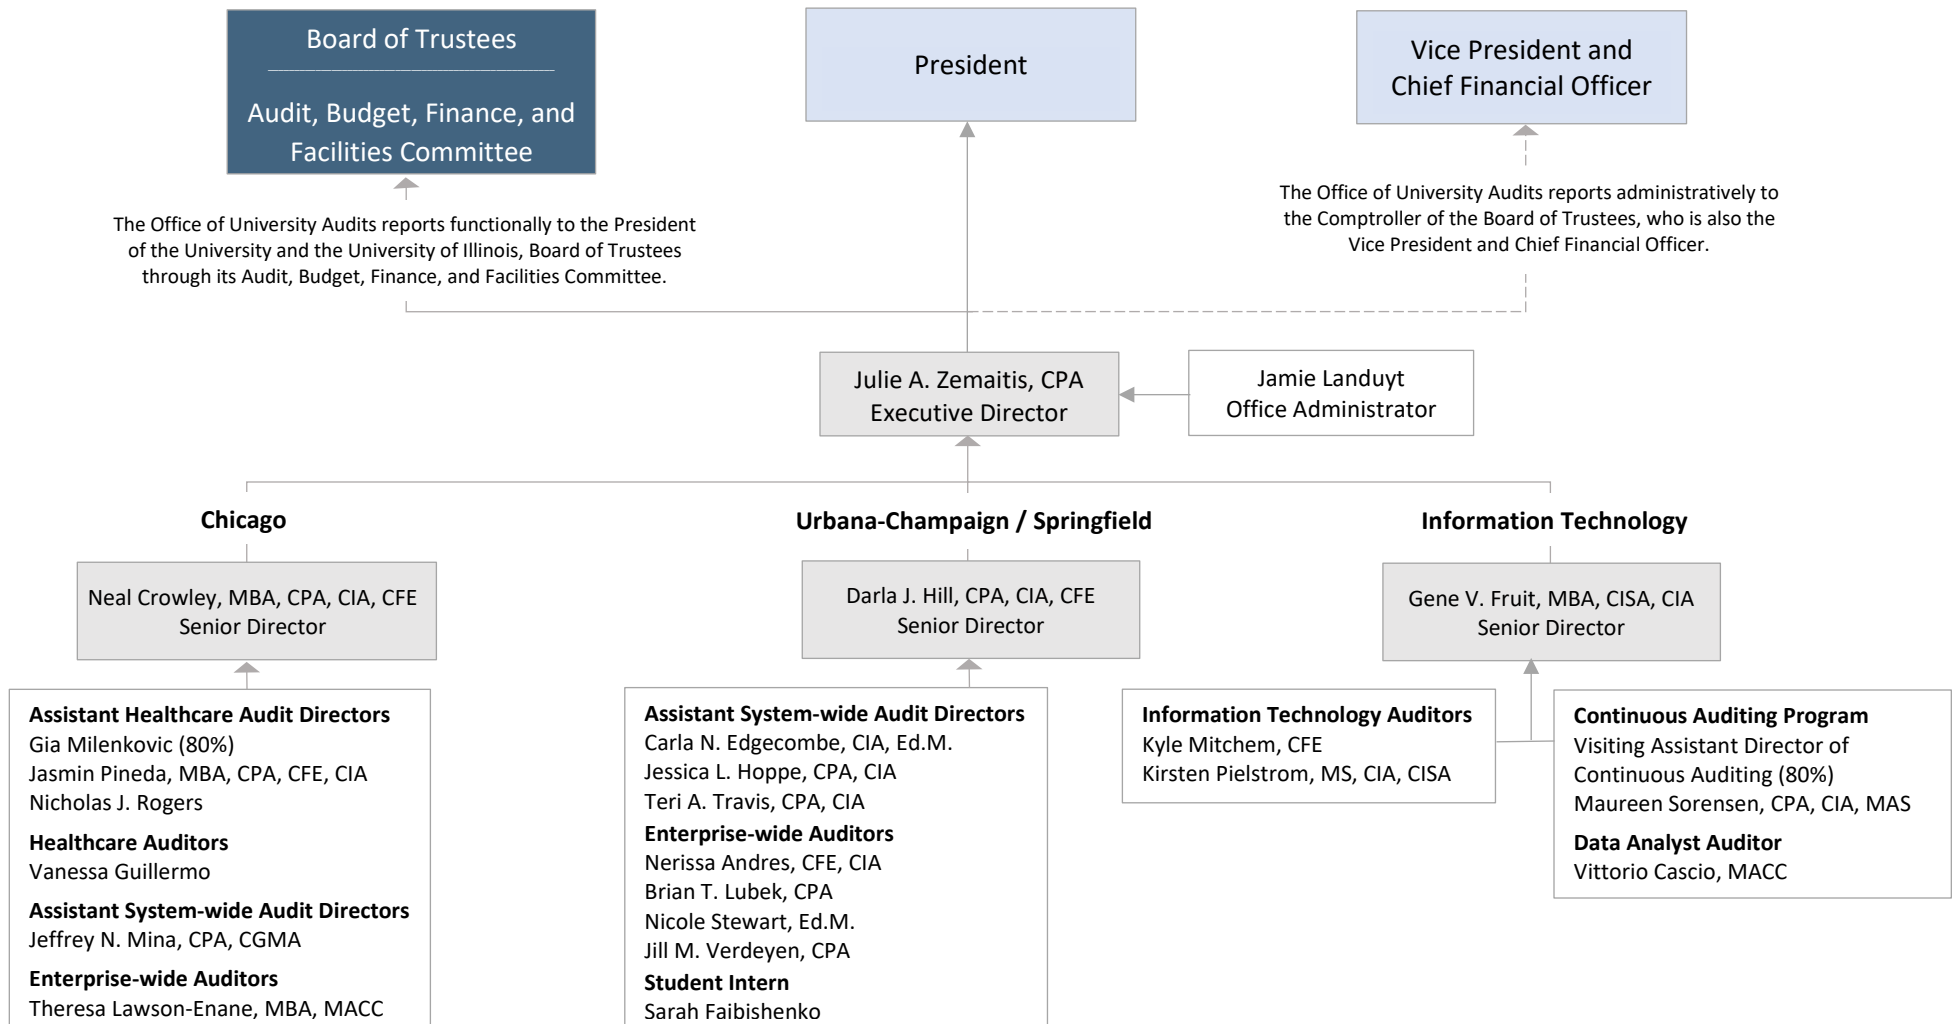 Board of Trustees
Audit, Budget, Finance, and
Facilities Committee
President
Vice President and
Chief Financial Officer
The Office of University Audits reports functionally to the President
of the University and the University of Illinois, Board of Trustees
through its Audit, Budget, Finance, and Facilities Committee.
The Office of University Audits reports administratively to
the Comptroller of the Board of Trustees, who is also the
Vice President and Chief Financial Officer.
Julie A. Zemaitis, CPA
Executive Director
Jamie Landuyt
Office Administrator
Chicago
Neal Crowley, MBA, CPA, CIA, CFE
Senior Director
Assistant Healthcare Audit Directors
Gia Milenkovic (80%)
Jasmin Pineda, MBA, CPA, CFE, CIA
Nicholas J. Rogers
Healthcare Auditors
Vanessa Guillermo
Assistant System-wide Audit Directors
Jeffrey N. Mina, CPA, CGMA
Enterprise-wide Auditors
Theresa Lawson-Enane, MBA, MACC
Urbana-Champaign / Springfield
Darla J. Hill, CPA, CIA, CFE
Senior Director
Assistant System-wide Audit Directors
Carla N. Edgecombe, CIA, Ed.M.
Jessica L. Hoppe, CPA, CIA
Teri A. Travis, CPA, CIA
Enterprise-wide Auditors
Nerissa Andres, CFE, CIA
Brian T. Lubek, CPA
Nicole Stewart, Ed.M.
Jill M. Verdeyen, CPA
Student Intern
Sarah Faibishenko
Information Technology
Gene V. Fruit, MBA, CISA, CIA
Senior Director
Information Technology Auditors
Kyle Mitchem, CFE
Kirsten Pielstrom, MS, CIA, CISA
Continuous Auditing Program
Visiting Assistant Director of
Continuous Auditing (80%)
Maureen Sorensen, CPA, CIA, MAS
Data Analyst Auditor
Vittorio Cascio, MACC